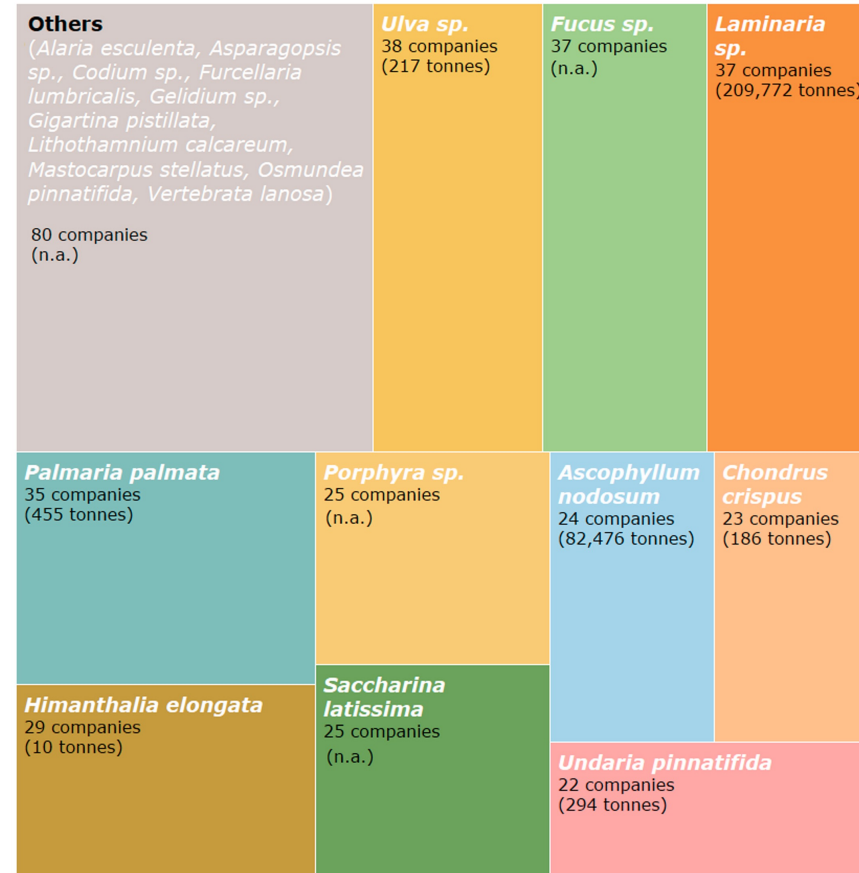 Others
(Alaria esculenta, Asparagopsis
sp., Codium sp., Furcellaria
lumbricalis, Gelidium sp.,
Gigartina pistillata,
Lithothamnium calcareum,
Mastocarpus stellatus, Osmundea
pinnatifida, Vertebrata lanosa)
80 companies
(n.a.)
Ulva sp.
38 companies
(217 tonnes)
Fucus sp.
37 companies
(n.a.)
Laminaria
sp.
37 companies
(209,772 tonnes)
Palmaria palmata
35 companies
(455 tonnes)
Porphyra sp.
25 companies
(n.a.)
Ascophyllum
nodosum
24 companies
(82,476 tonnes)
Chondrus
crispus
23 companies
(186 tonnes)
Himanthalia elongata
29 companies
(10 tonnes)
Saccharina
latissima
25 companies
(n.a.)
Undaria pinnatifida
22 companies
(294 tonnes)